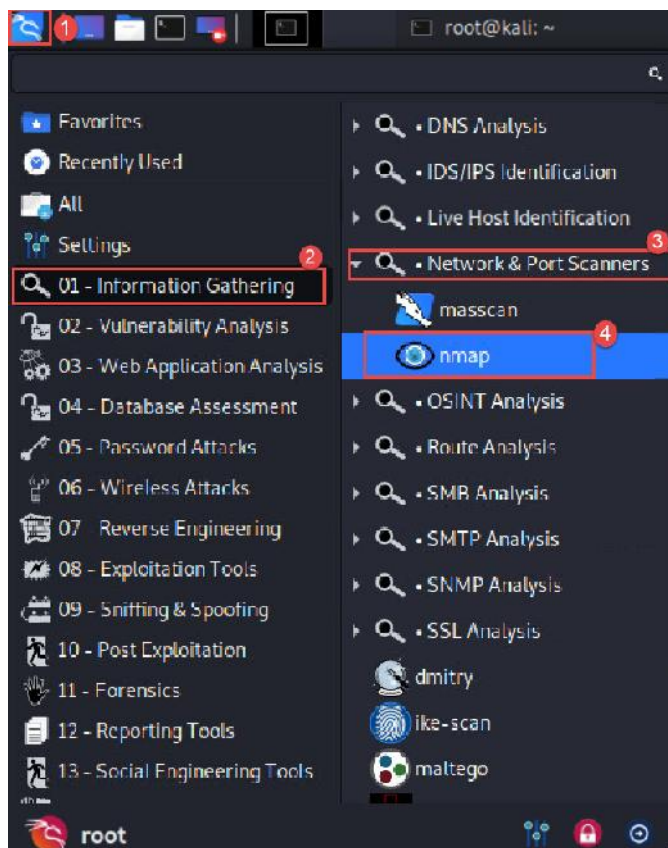 1
root@kali: ~
Favorites
Recently Used
All
Settings
2
01 - Information Gathering
02 - Vulnerability Analysis
03 - Web Application Analysis
04 - Database Assessment
05 - Password Attacks
06 - Wireless Attacks
07 Reverse Engineering
08 - Exploitation Tools
09 - Sniffing & Spoofing
10 - Post Exploitation
11 - Forensics
12 - Reporting Tools
13 - Social Engineering Tools
• DNS Analysis
• IDS/IPS Identification
• Live Host Identification
3
• Network & Port Scanners
masscan
4
nmap
• OSINT Analysis
• Route Analysis
• SMB Analysis
• SMTP Analysis
• SNMP Analysis
• SSL Analysis
dmitry
ike-scan
maltego
root